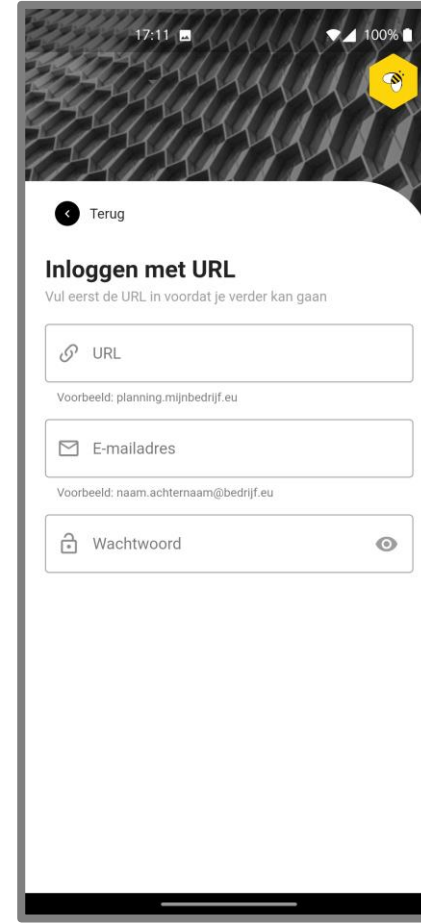 17:11
100%
Terug
Inloggen met URL
Vul eerst de URL in voordat je verder kan gaan
URL
Voorbeeld: planning.mijnbedrijf.eu
E-mailadres
Voorbeeld: naam.achternaam@bedrijf.eu
Wachtwoord